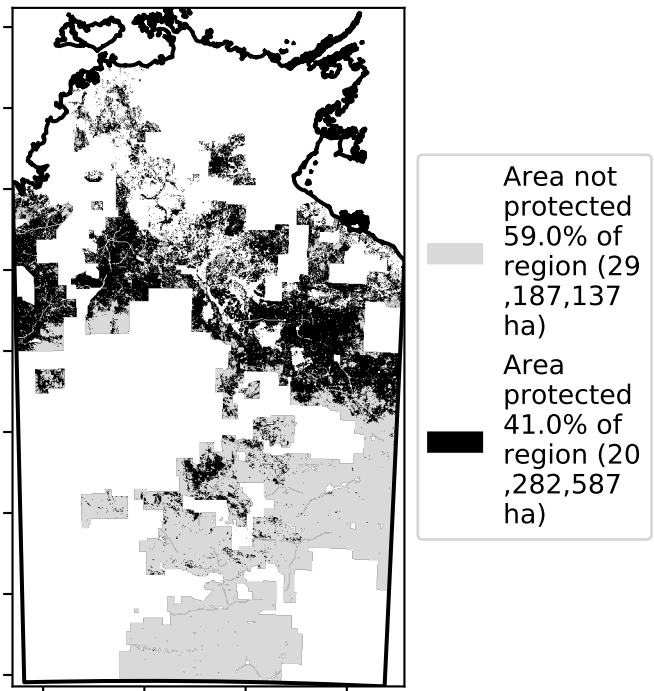 Area not
protected
59.0% of
region (29
,187,137
ha)
Area
protected
41.0% of
region (20
,282,587
ha)